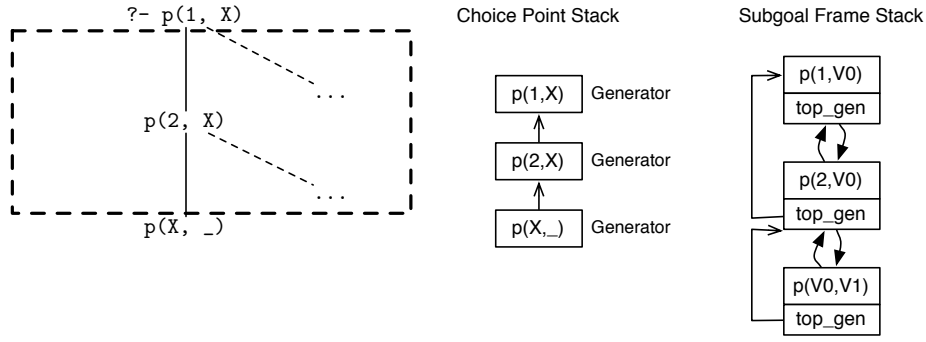 ?- p(1, X)
...
p(2, X)
...
p(X, _)
Choice Point Stack
p(1,X) Generator
p(2,X) Generator
p(X,_) Generator
Subgoal Frame Stack
p(1,V0)
top_gen
p(2,V0)
top_gen
p(V0,V1)
top_gen